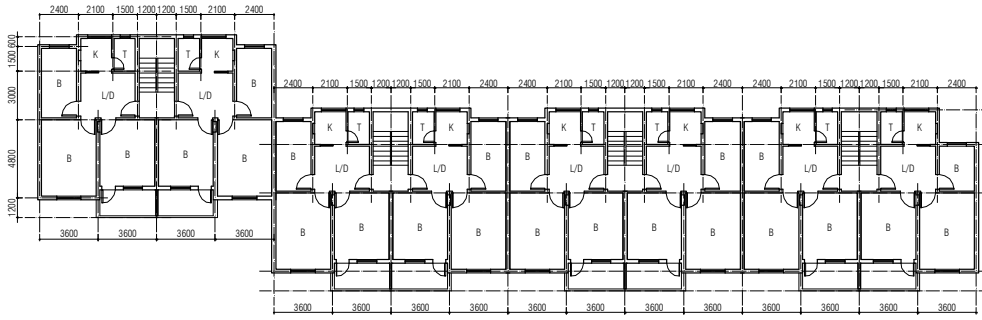 2400 2100 1500 1200 1200 1500 2100 2400
600
1500
3000
4800
1200
K T T K
B L/D L/D B
B B B B
3600 3600 3600 3600
2400 2100 1500 1200 1200 1500 2100 2400 2400 2100 1500 1200 1200 1500 2100 2400 2400 2100 1500 1200 1200 1500 2100 2400
K T T K K T T K K T T K
B L/D L/D B B L/D L/D B B L/D L/D B
B B B B B B B B B B B B
3600 3600 3600 3600 3600 3600 3600 3600 3600 3600 3600 3600